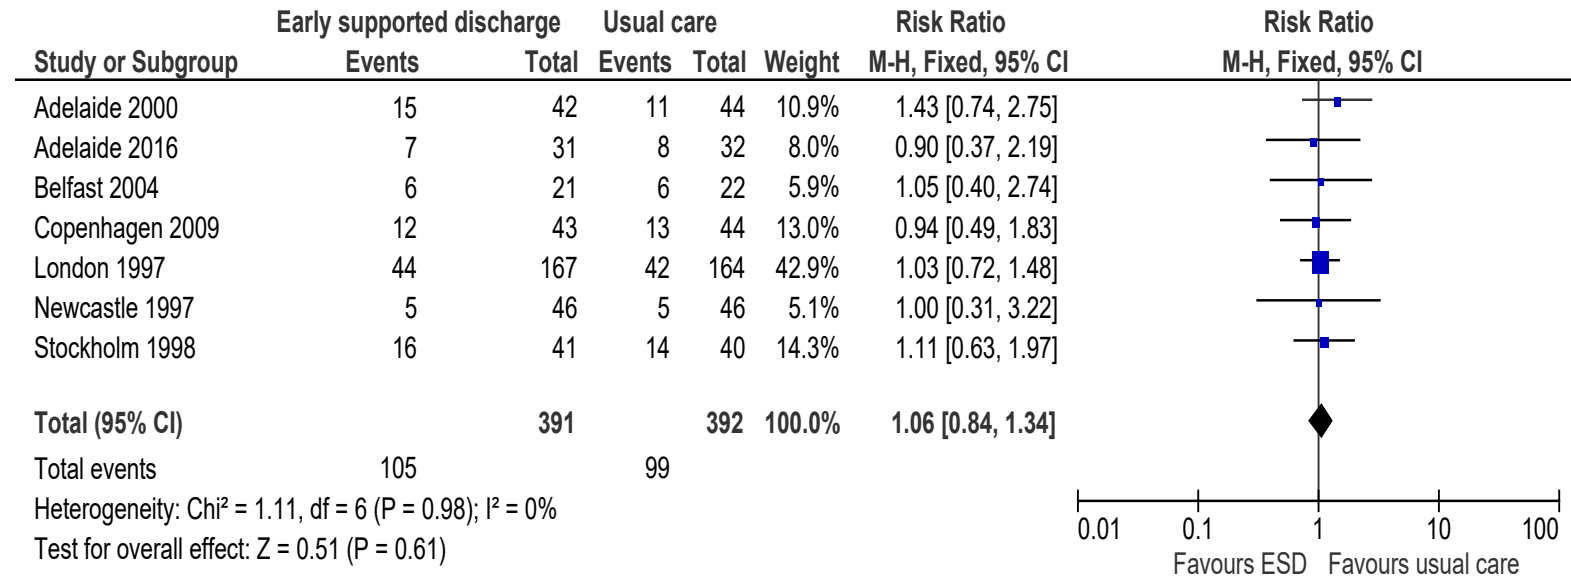 Early supported discharge Usual care Risk Ratio Risk Ratio
Study or Subgroup Events Total Events Total Weight M-H, Fixed, 95% CI M-H, Fixed, 95% CI
Adelaide 2000 15 42 11 44 10.9% 1.43 [0.74, 2.75]
Adelaide 2016 7 31 8 32 8.0% 0.90 [0.37, 2.19]
Belfast 2004 6 21 6 22 5.9% 1.05 [0.40, 2.74]
Copenhagen 2009 12 43 13 44 13.0% 0.94 [0.49, 1.83]
London 1997 44 167 42 164 42.9% 1.03 [0.72, 1.48]
Newcastle 1997 5 46 5 46 5.1% 1.00 [0.31, 3.22]
Stockholm 1998 16 41 14 40 14.3% 1.11 [0.63, 1.97]
Total (95% CI) 391 392 100.0% 1.06 [0.84, 1.34]
Total events 105 99
Heterogeneity: Chi² = 1.11, df = 6 (P = 0.98); I² = 0%
Test for overall effect: Z = 0.51 (P = 0.61)
0.01 0.1 1 10 100
Favours ESD Favours usual care